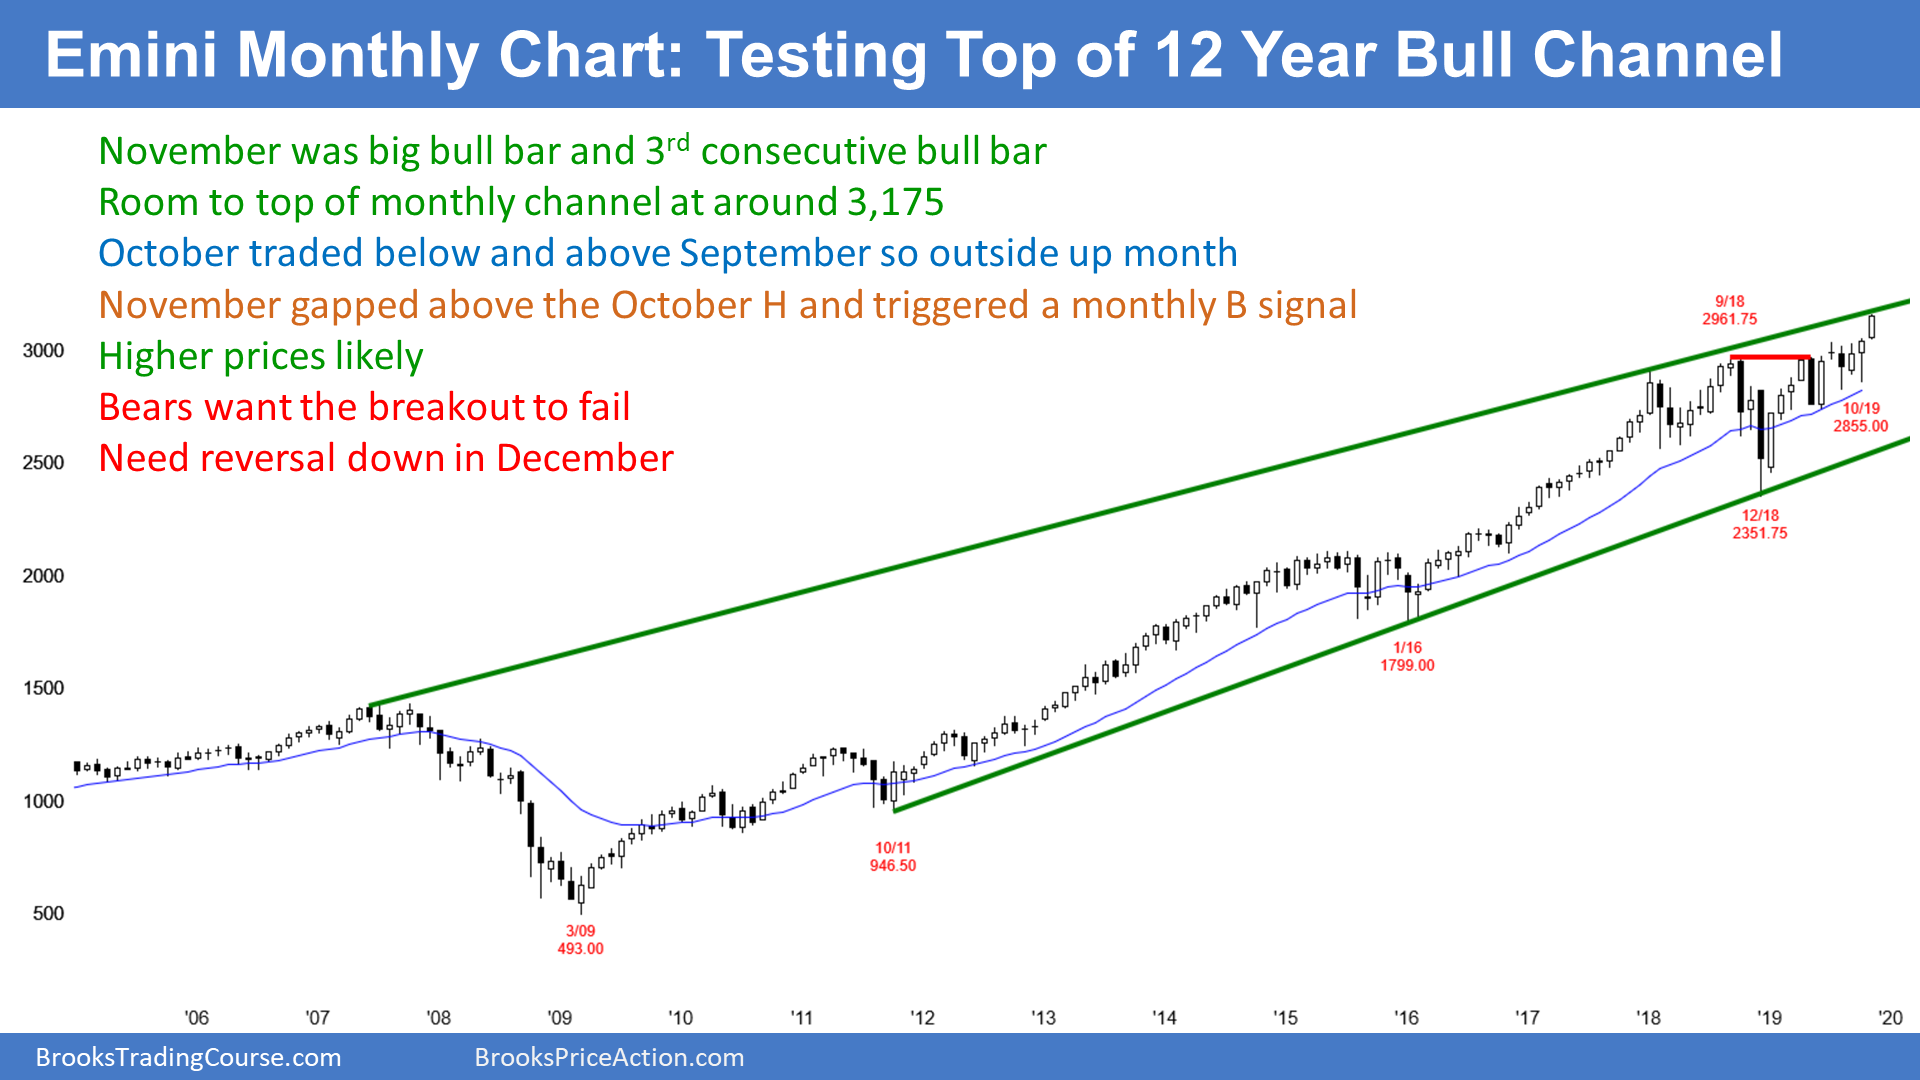 Emini Monthly Chart: Testing Top of 12 Year Bull Channel
November was big bull bar and 3rd consecutive bull bar
Room to top of monthly channel at around 3,175
October traded below and above September so outside up month
November gapped above the October H and triggered a monthly B signal
Higher prices likely
Bears want the breakout to fail
Need reversal down in December
9/18
2961.75
3000
10/19
2855.00
2500
12/18
2351.75
2000
1/16
1799.00
1500
1000
10/11
946.50
500
3/09
493.00
'06 '07 '08 '09 '10 '11 '12 '13 '14 '15 '16 '17 '18 '19 '20
BrooksTradingCourse.com BrooksPriceAction.com